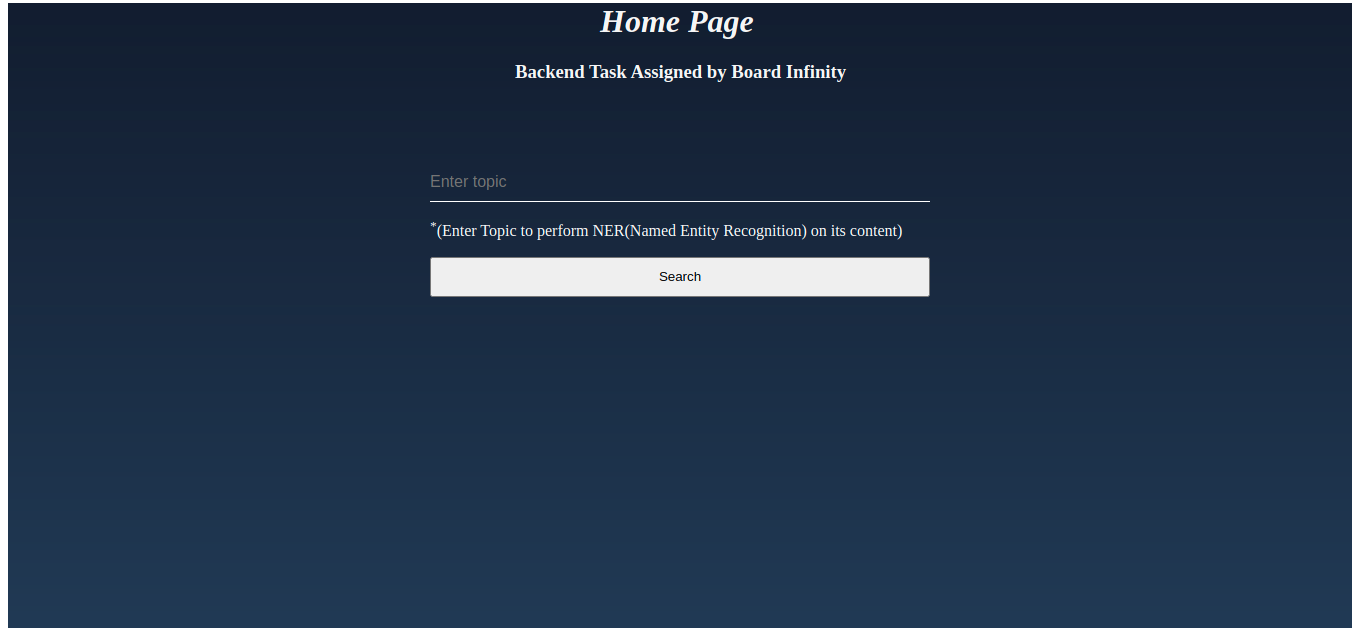 Home Page
Backend Task Assigned by Board Infinity
Enter topic
*(Enter Topic to perform NER(Named Entity Recognition) on its content)
Search